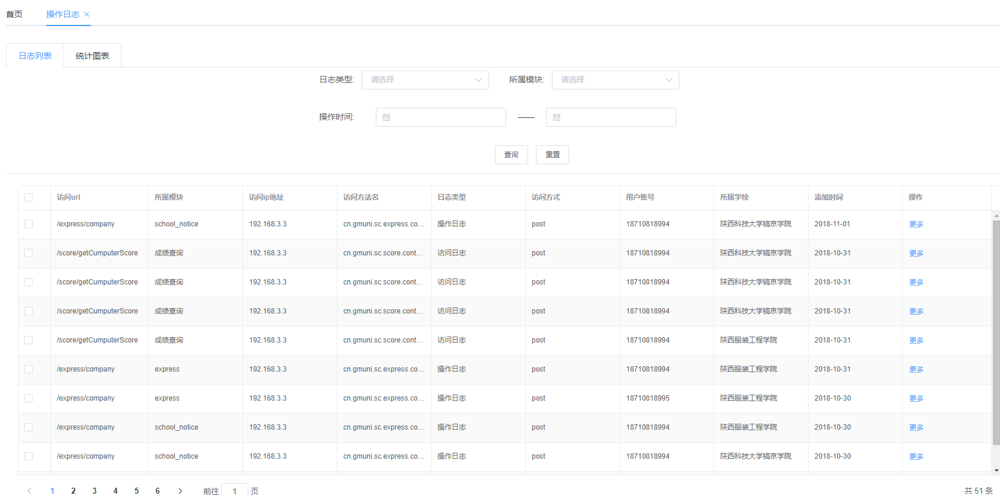 首页 操作日志
日志列表 统计图表
日志类型: 请选择 所属模块: 请选择
操作时间: ——
查询 重置
访问url 所属模块 访问ip地址 访问方法名 日志类型 访问方式 用户账号 所属学校 添加时间 操作
/express/company school_notice 192.168.3.3 cn.gmuni.sc.express.co... 操作日志 post 18710818994 陕西科技大学镐京学院 2018-11-01 更多
/score/getCumputerScore 成绩查询 192.168.3.3 cn.gmuni.sc.score.cont... 访问日志 post 18710818994 陕西科技大学镐京学院 2018-10-31 更多
/score/getCumputerScore 成绩查询 192.168.3.3 cn.gmuni.sc.score.cont... 访问日志 post 18710818994 陕西科技大学镐京学院 2018-10-31 更多
/score/getCumputerScore 成绩查询 192.168.3.3 cn.gmuni.sc.score.cont... 访问日志 post 18710818994 陕西科技大学镐京学院 2018-10-31 更多
/score/getCumputerScore 成绩查询 192.168.3.3 cn.gmuni.sc.score.cont... 访问日志 post 18710818994 陕西服装工程学院 2018-10-31 更多
/express/company express 192.168.3.3 cn.gmuni.sc.express.co... 操作日志 post 18710818994 陕西服装工程学院 2018-10-31 更多
/express/company express 192.168.3.3 cn.gmuni.sc.express.co... 操作日志 post 18710818995 陕西服装工程学院 2018-10-30 更多
/express/company school_notice 192.168.3.3 cn.gmuni.sc.express.co... 操作日志 post 18710818994 陕西服装工程学院 2018-10-30 更多
/express/company school_notice 192.168.3.3 cn.gmuni.sc.express.co... 操作日志 post 18710818994 陕西科技大学镐京学院 2018-10-30 更多
1 2 3 4 5 6 前往 1 页 共 51 条